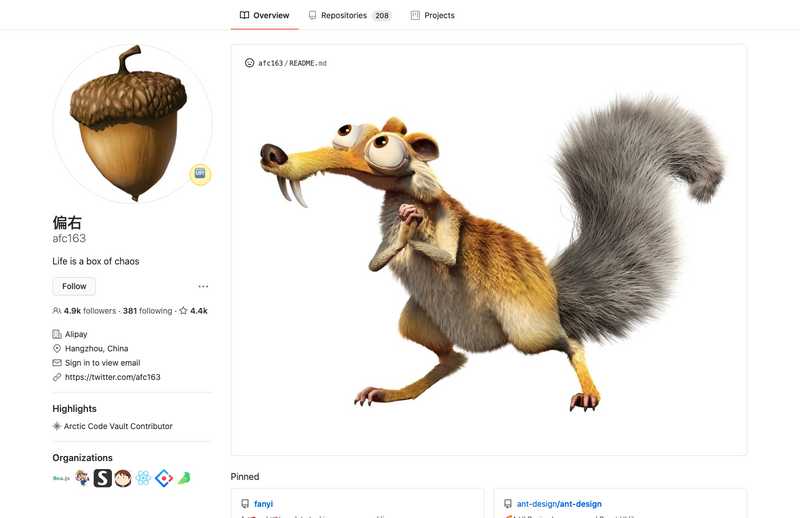 Overview
Repositories 208
Projects
afc163/README.md
偏右
afc163
Life is a box of chaos
Follow
4.9k followers · 381 following · 4.4k
Alipay
Hangzhou, China
Sign in to view email
https://twitter.com/afc163
Highlights
Arctic Code Vault Contributor
Organizations
Pinned
fanyi
ant-design/ant-design